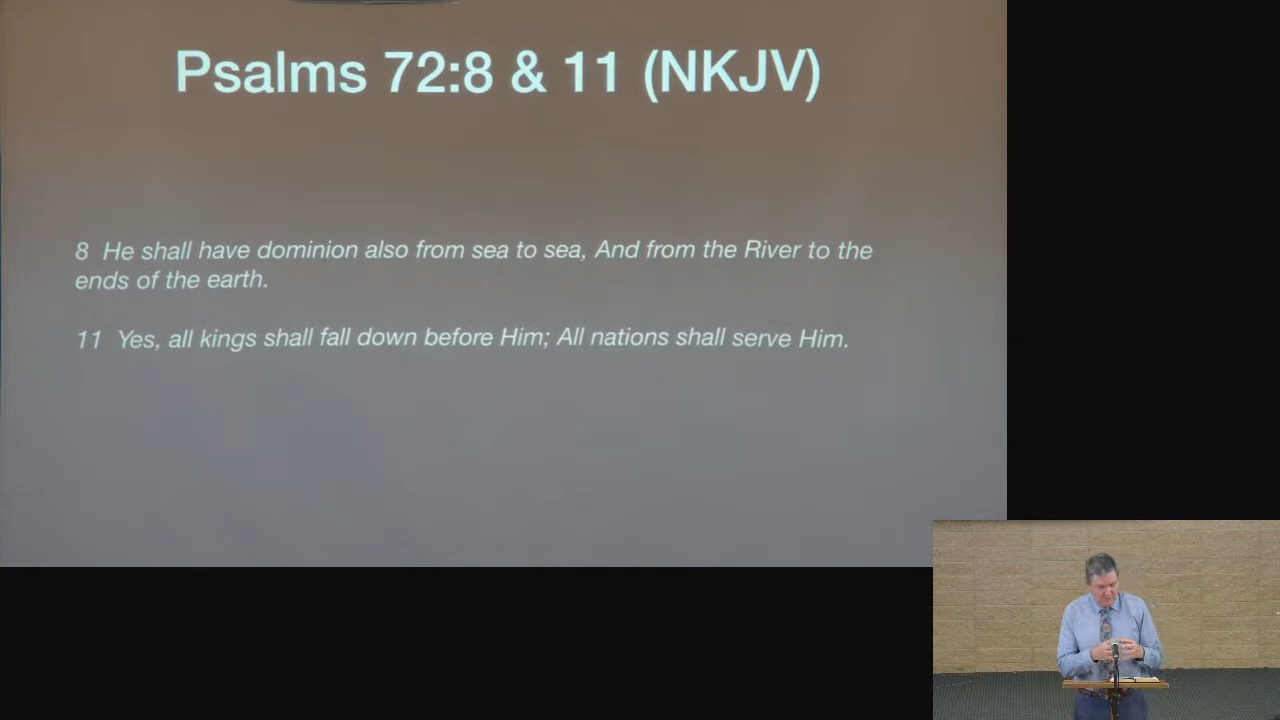 Psalms 72:8 & 11 (NKJV)
8 He shall have dominion also from sea to sea, And from the River to the
ends of the earth.
11 Yes, all kings shall fall down before Him; All nations shall serve Him.